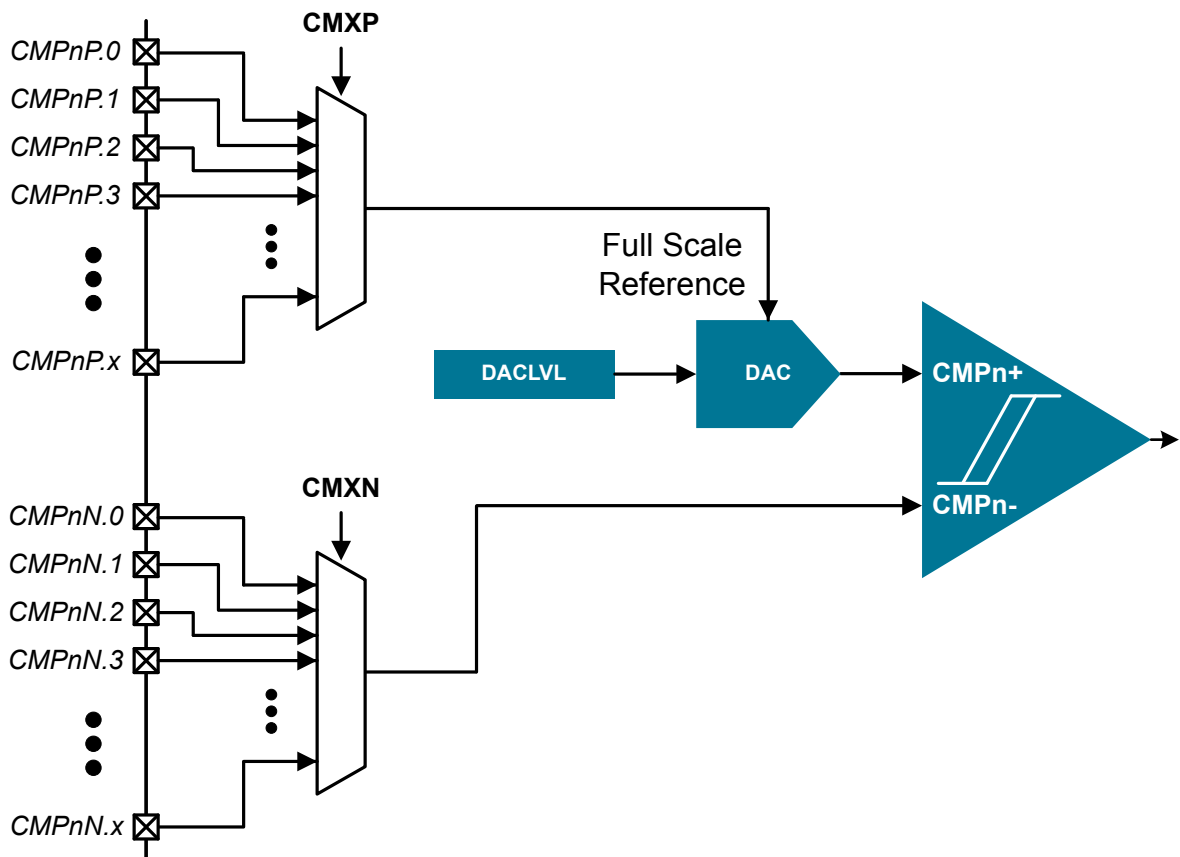 CMXP
CMPnP.0
CMPnP.1
CMPnP.2
CMPnP.3
CMPnP.x
Full Scale
Reference
DACLVL
DAC
CMPn+
CMPn-
CMXN
CMPnN.0
CMPnN.1
CMPnN.2
CMPnN.3
CMPnN.x